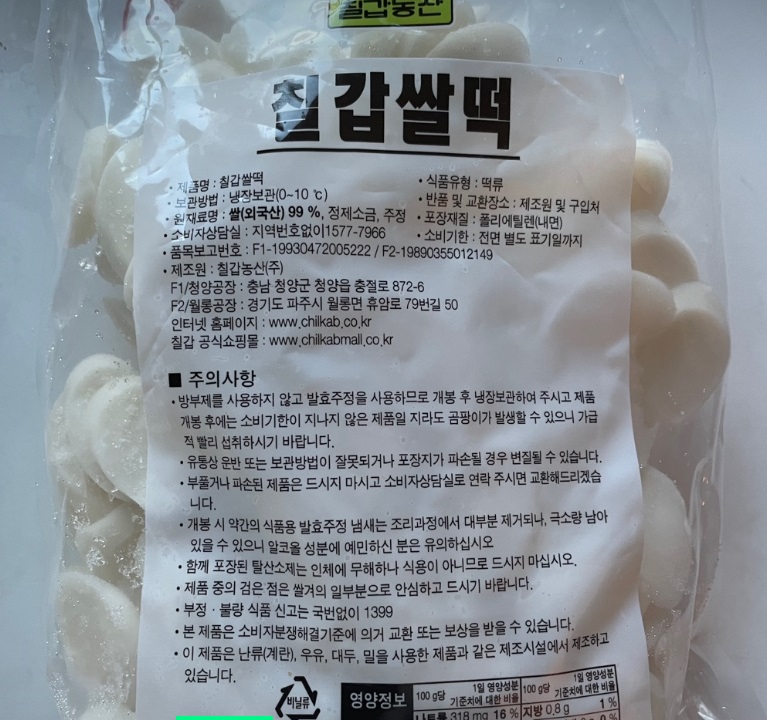 칠갑농산
칠갑쌀떡
• 제품명 : 칠갑쌀떡
• 식품유형 : 떡류
• 보관방법 : 냉장보관(0~10 ℃)
• 반품 및 교환장소 : 제조원 및 구입처
• 원재료명 : 쌀(외국산) 99 %, 정제소금, 주정
• 포장재질 : 폴리에틸렌(내면)
• 소비자상담실 : 지역번호없이1577-7966
• 소비기한 : 전면 별도 표기일까지
• 품목보고번호 : F1-19930472005222 / F2-19890355012149
• 제조원 : 칠갑농산(주)
F1/청양공장 : 충남 청양군 청양읍 충절로 872-6
F2/월롱공장 : 경기도 파주시 월롱면 휴암로 79번길 50
인터넷 홈페이지 : www.chilkab.co.kr
칠갑 공식쇼핑몰 : www.chilkabmall.co.kr
■ 주의사항
• 방부제를 사용하지 않고 발효주정을 사용하므로 개봉 후 냉장보관하여 주시고 제품
개봉 후에는 소비기한이 지나지 않은 제품일 지라도 곰팡이가 발생할 수 있으니 가급
적 빨리 섭취하시기 바랍니다.
• 유통상 운반 또는 보관방법이 잘못되거나 포장지가 파손될 경우 변질될 수 있습니다.
• 부풀거나 파손된 제품은 드시지 마시고 소비자상담실로 연락 주시면 교환해드리겠습
니다.
• 개봉 시 약간의 식품용 발효주정 냄새는 조리과정에서 대부분 제거되나, 극소량 남아
있을 수 있으니 알코올 성분에 예민하신 분은 유의하십시오
• 함께 포장된 탈산소제는 인체에 무해하나 식용이 아니므로 드시지 마십시오.
• 제품 중의 검은 점은 쌀겨의 일부분으로 안심하고 드시기 바랍니다.
• 부정 · 불량 식품 신고는 국번없이 1399
• 본 제품은 소비자분쟁해결기준에 의거 교환 또는 보상을 받을 수 있습니다.
• 이 제품은 난류(계란), 우유, 대두, 밀을 사용한 제품과 같은 제조시설에서 제조하고
있습니다.
비닐류
영양정보
100 g당 1일 영양성분 기준치에 대한 비율
100 g당 1일 영양성분 기준치에 대한 비율
나트륨 318 mg 16 %
지방 0.8 g 1 %